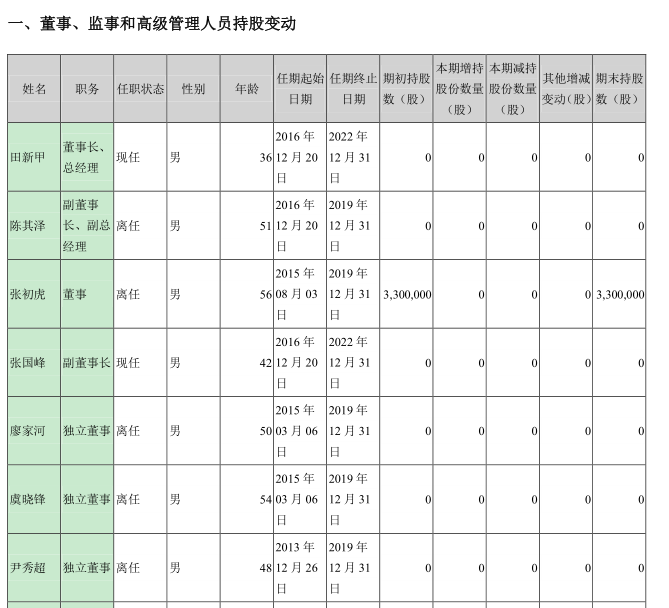 一、董事、监事和高级管理人员持股变动
姓名 职务 任职状态 性别 年龄 任期起始日期 任期终止日期 期初持股数（股） 本期增持股份数量（股） 本期减持股份数量（股） 其他增减变动（股） 期末持股数（股）
田新甲 董事长、总经理 现任 男 36 2016 年 12 月 20 日 2022 年 12 月 31 日 0 0 0 0 0
陈其泽 副董事长、副总经理 离任 男 51 2016 年 12 月 20 日 2019 年 12 月 31 日 0 0 0 0 0
张初虎 董事 离任 男 56 2015 年 08 月 03 日 2019 年 12 月 31 日 3,300,000 0 0 0 3,300,000
张国峰 副董事长 现任 男 42 2016 年 12 月 20 日 2022 年 12 月 31 日 0 0 0 0 0
廖家河 独立董事 离任 男 50 2015 年 03 月 06 日 2019 年 12 月 31 日 0 0 0 0 0
虞晓锋 独立董事 离任 男 54 2015 年 03 月 06 日 2019 年 12 月 31 日 0 0 0 0 0
尹秀超 独立董事 离任 男 48 2013 年 12 月 26 日 2019 年 12 月 31 日 0 0 0 0 0